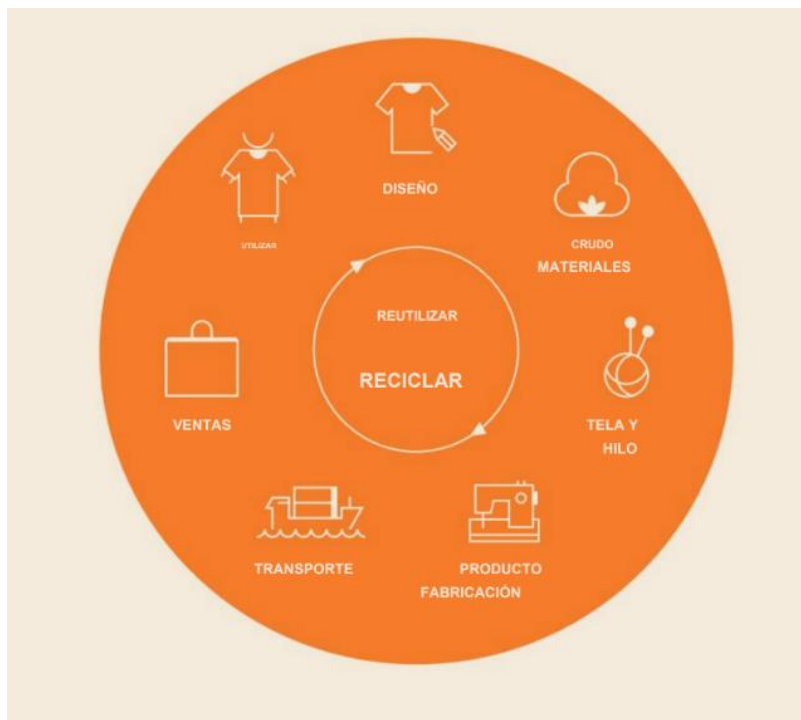 DISEÑO
CRUDO
MATERIALES
TELA Y
HILO
PRODUCTO
FABRICACIÓN
TRANSPORTE
VENTAS
UTILIZAR
REUTILIZAR
RECICLAR